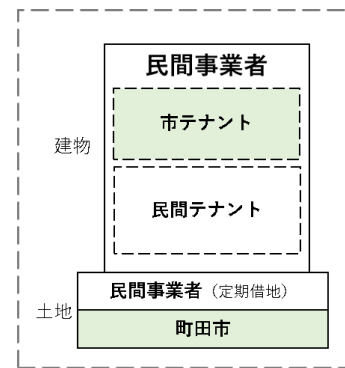 民間事業者
市テナント
建物
民間テナント
民間事業者（定期借地）
土地
町田市